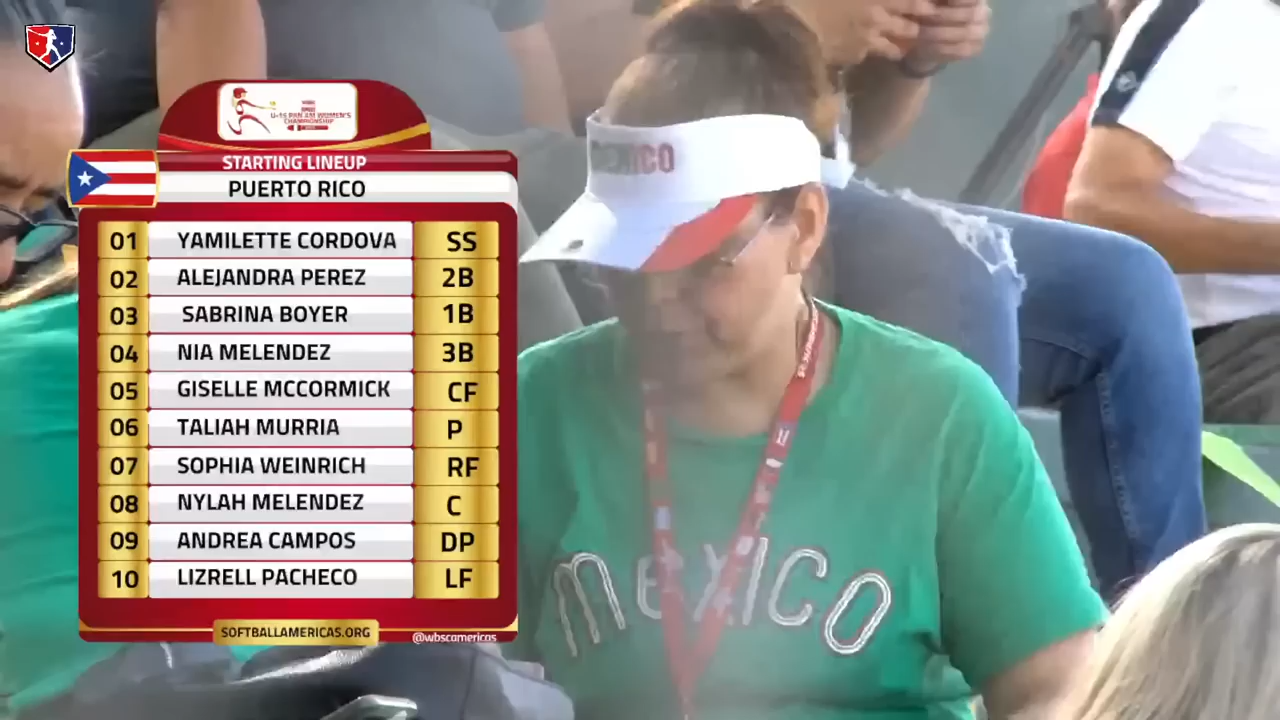 U-15 PAN AM WOMEN'S
CHAMPIONSHIP
STARTING LINEUP
PUERTO RICO
01 YAMILETTE CORDOVA SS
02 ALEJANDRA PEREZ 2B
03 SABRINA BOYER 1B
04 NIA MELENDEZ 3B
05 GISELLE MCCORMICK CF
06 TALIAH MURRIA P
07 SOPHIA WEINRICH RF
08 NYLAH MELENDEZ C
09 ANDREA CAMPOS DP
10 LIZRELL PACHECO LF
SOFTBALLAMERICAS.ORG
@wbscamericas
MEXICO
MeXICO